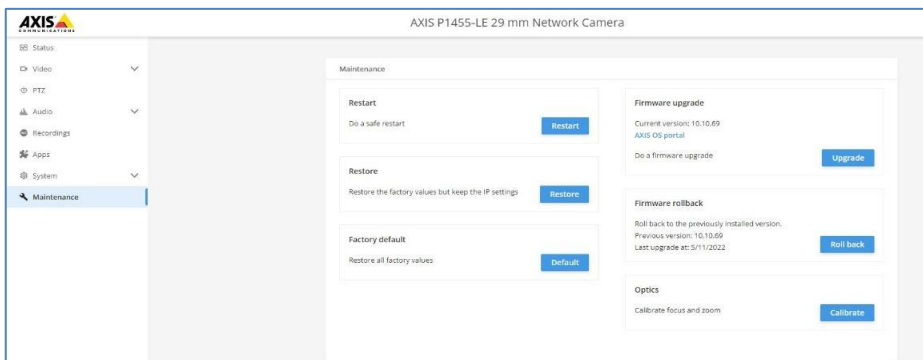 AXIS
COMMUNICATIONS
AXIS P1455-LE 29 mm Network Camera
Status
Video
PTZ
Audio
Recordings
Apps
System
Maintenance
Maintenance
Restart
Do a safe restart
Restart
Restore
Restore the factory values but keep the IP settings
Restore
Factory default
Restore all factory values
Default
Firmware upgrade
Current version: 10.10.69
AXIS OS portal
Do a firmware upgrade
Upgrade
Firmware rollback
Roll back to the previously installed version.
Previous version: 10.10.69
Last upgrade at: 5/11/2022
Roll back
Optics
Calibrate focus and zoom
Calibrate